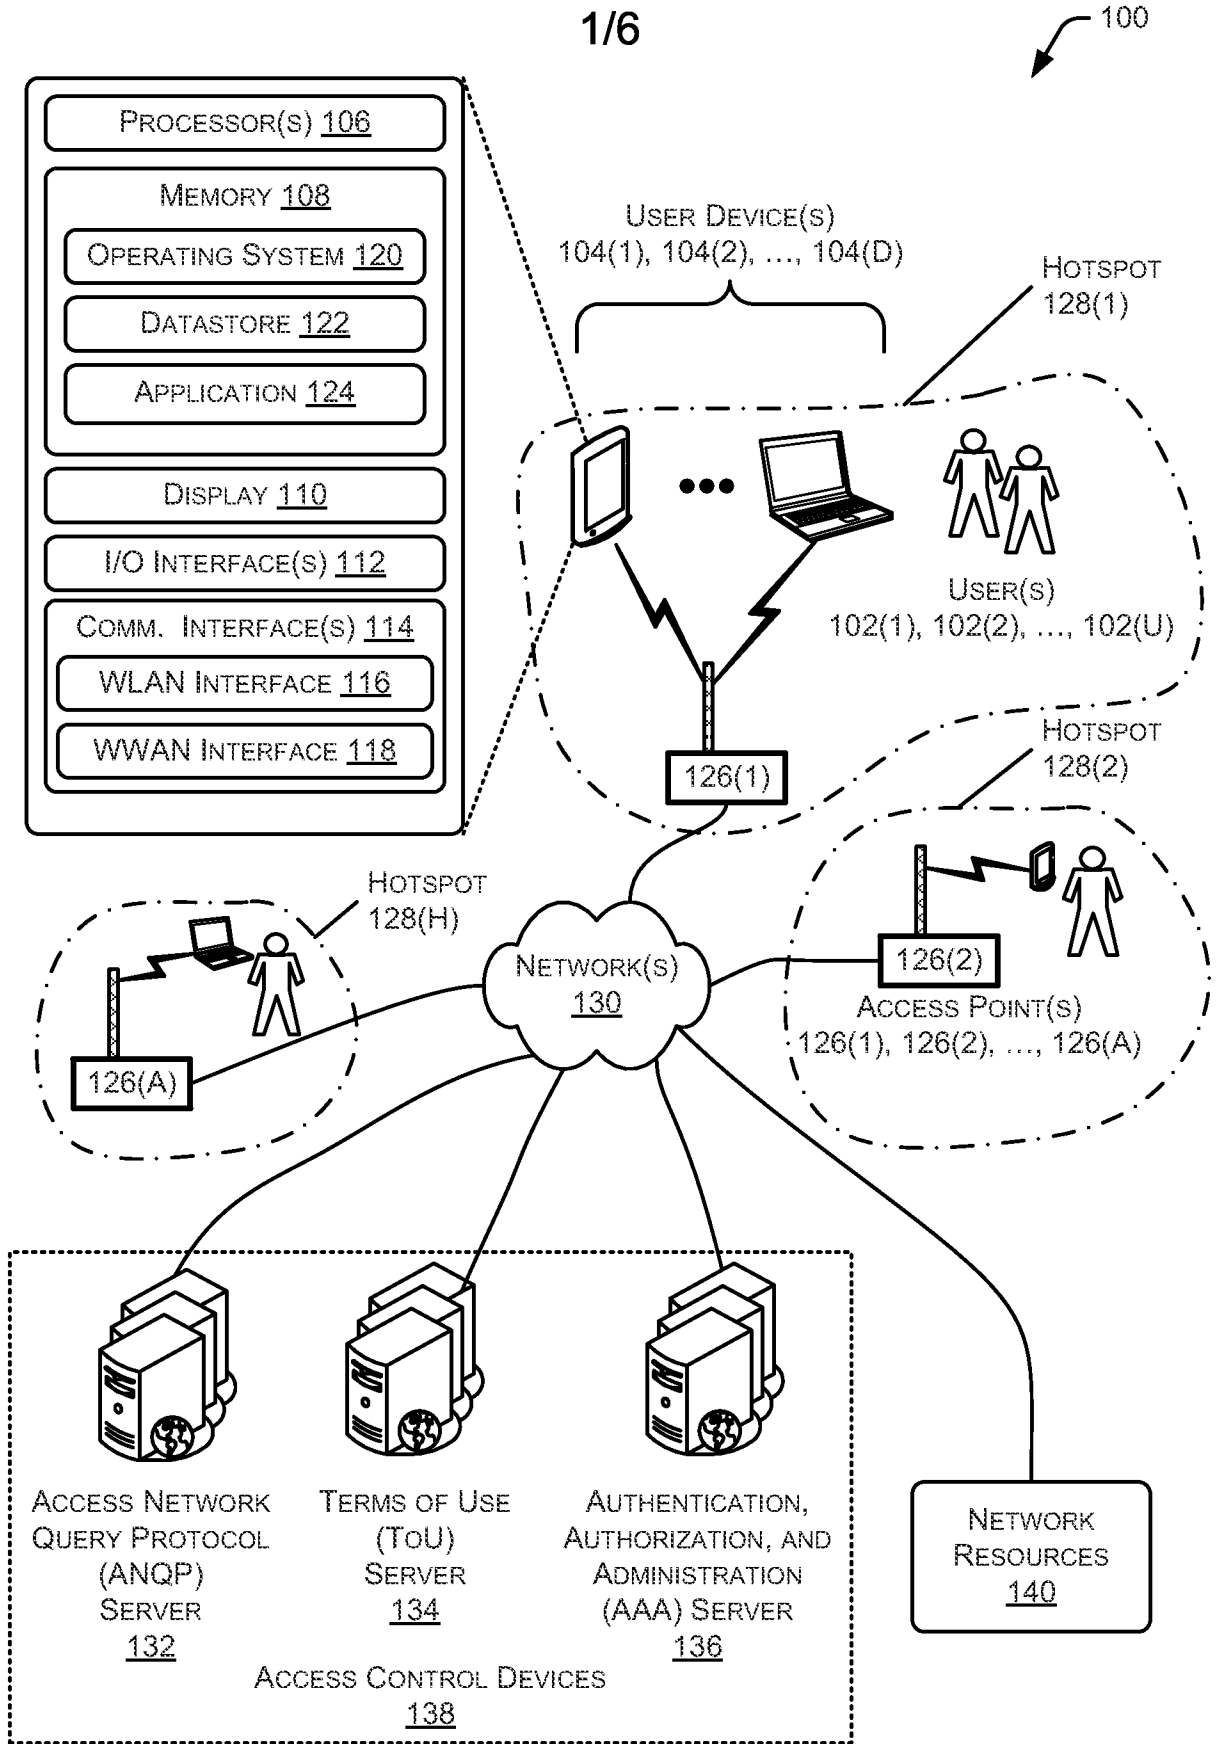 1/6
100
PROCESSOR(S) 106
MEMORY 108
OPERATING SYSTEM 120
DATASTORE 122
APPLICATION 124
DISPLAY 110
I/O INTERFACE(S) 112
COMM. INTERFACE(S) 114
WLAN INTERFACE 116
WWAN INTERFACE 118
USER DEVICE(S)
104(1), 104(2), ..., 104(D)
HOTSPOT
128(1)
USER(S)
102(1), 102(2), ..., 102(U)
126(1)
HOTSPOT
128(2)
126(2)
ACCESS POINT(S)
126(1), 126(2), ..., 126(A)
HOTSPOT
128(H)
126(A)
NETWORK(S)
130
ACCESS NETWORK
QUERY PROTOCOL
(ANQP)
SERVER
132
TERMS OF USE
(TOU)
SERVER
134
AUTHENTICATION,
AUTHORIZATION, AND
ADMINISTRATION
(AAA) SERVER
136
ACCESS CONTROL DEVICES
138
NETWORK
RESOURCES
140